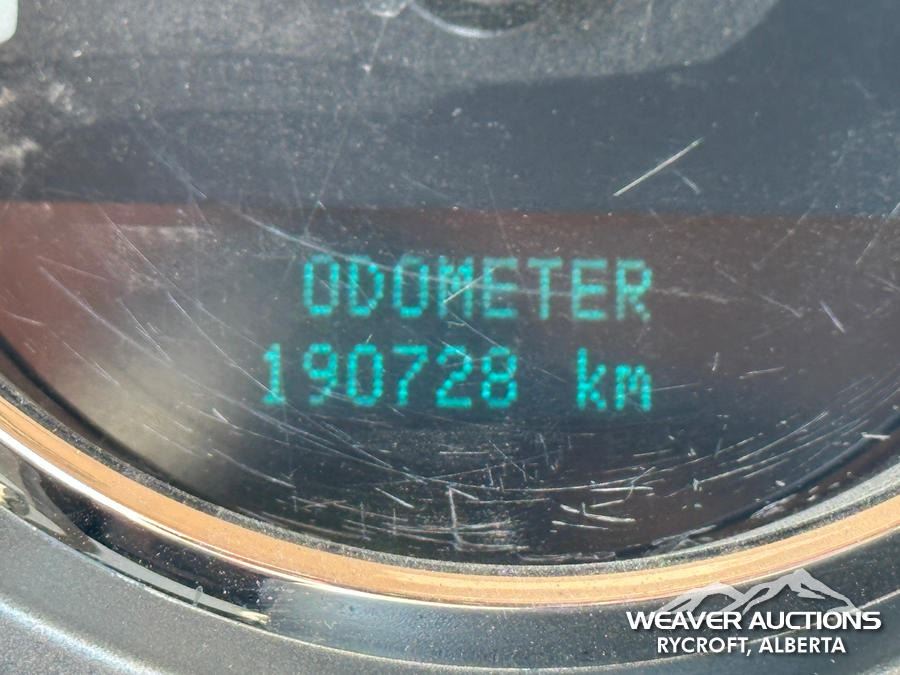 ODOMETER
190728 km
WEAVER AUCTIONS
RYCROFT, ALBERTA